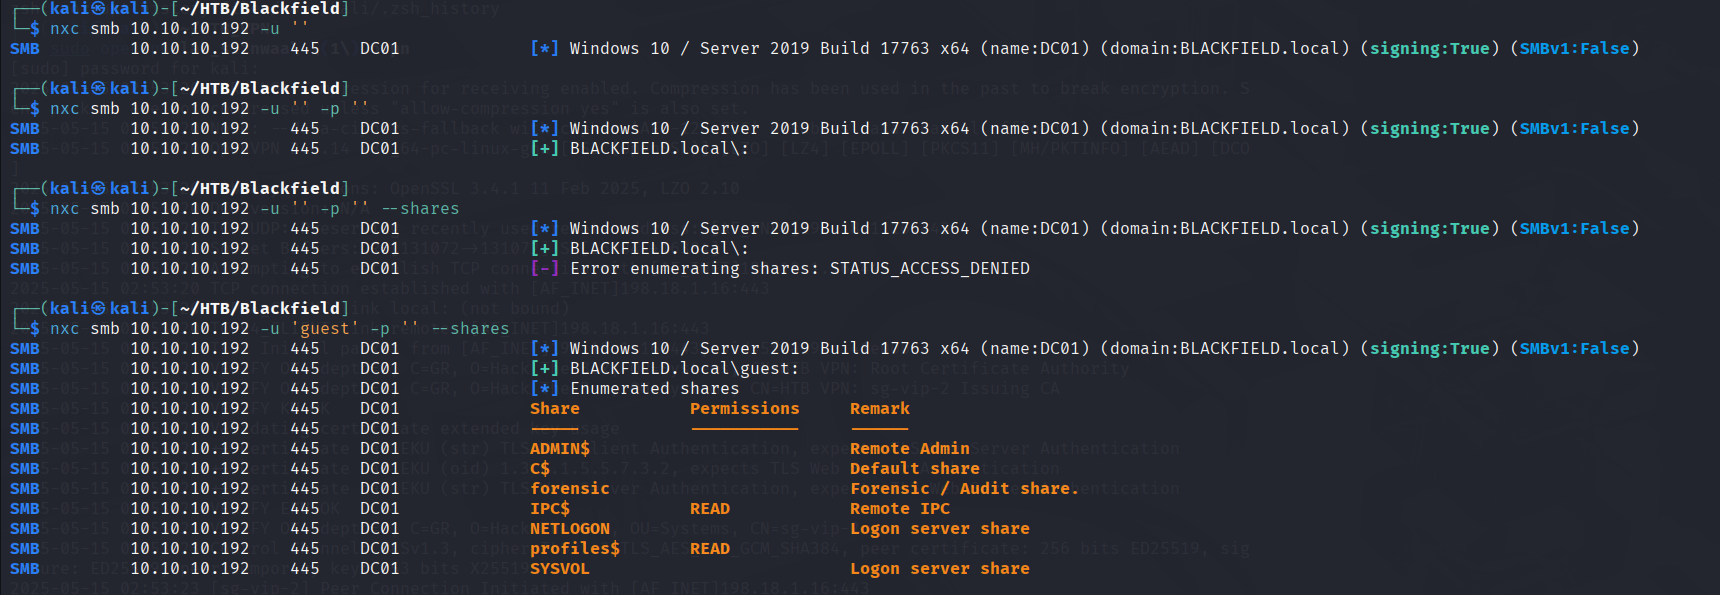 ┌──(kali㉿kali)-[~/HTB/Blackfield]
└─$ nxc smb 10.10.10.192 -u ''
SMB 10.10.10.192 445 DC01 [*] Windows 10 / Server 2019 Build 17763 x64 (name:DC01) (domain:BLACKFIELD.local) (signing:True) (SMBv1:False)
┌──(kali㉿kali)-[~/HTB/Blackfield]
└─$ nxc smb 10.10.10.192 -u '' -p ''
SMB 10.10.10.192 445 DC01 [*] Windows 10 / Server 2019 Build 17763 x64 (name:DC01) (domain:BLACKFIELD.local) (signing:True) (SMBv1:False)
SMB 10.10.10.192 445 DC01 [+] BLACKFIELD.local\:
┌──(kali㉿kali)-[~/HTB/Blackfield]
└─$ nxc smb 10.10.10.192 -u '' -p '' --shares
SMB 10.10.10.192 445 DC01 [*] Windows 10 / Server 2019 Build 17763 x64 (name:DC01) (domain:BLACKFIELD.local) (signing:True) (SMBv1:False)
SMB 10.10.10.192 445 DC01 [+] BLACKFIELD.local\:
SMB 10.10.10.192 445 DC01 [-] Error enumerating shares: STATUS_ACCESS_DENIED
┌──(kali㉿kali)-[~/HTB/Blackfield]
└─$ nxc smb 10.10.10.192 -u 'guest' -p '' --shares
SMB 10.10.10.192 445 DC01 [*] Windows 10 / Server 2019 Build 17763 x64 (name:DC01) (domain:BLACKFIELD.local) (signing:True) (SMBv1:False)
SMB 10.10.10.192 445 DC01 [+] BLACKFIELD.local\guest:
SMB 10.10.10.192 445 DC01 [*] Enumerated shares
SMB 10.10.10.192 445 DC01 Share Permissions Remark
SMB 10.10.10.192 445 DC01 ----- ----------- ------
SMB 10.10.10.192 445 DC01 ADMIN$ Remote Admin
SMB 10.10.10.192 445 DC01 C$ Default share
SMB 10.10.10.192 445 DC01 forensic Forensic / Audit share.
SMB 10.10.10.192 445 DC01 IPC$ READ Remote IPC
SMB 10.10.10.192 445 DC01 NETLOGON Logon server share
SMB 10.10.10.192 445 DC01 profiles$ READ
SMB 10.10.10.192 445 DC01 SYSVOL Logon server share